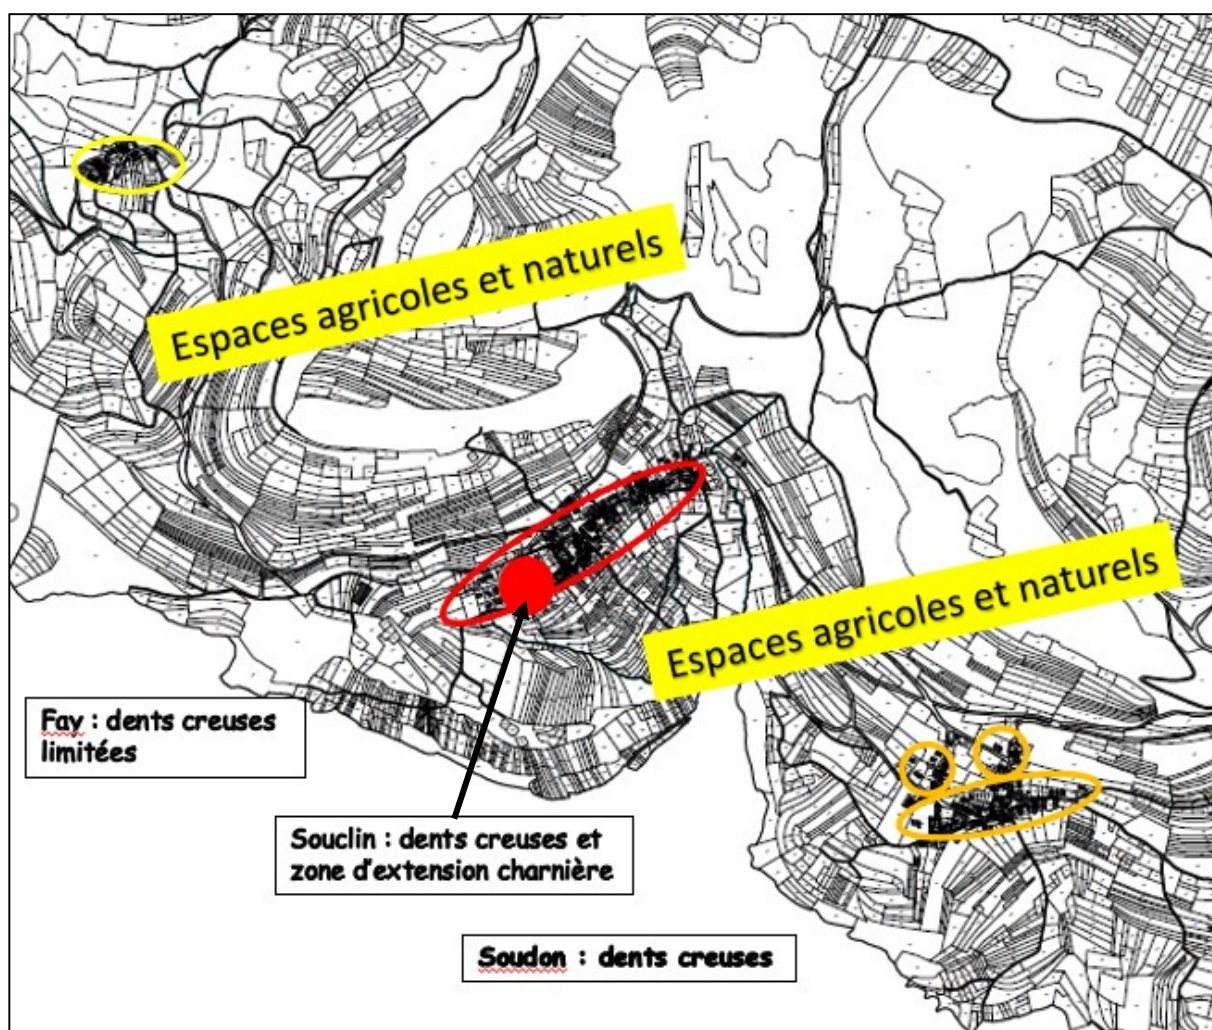 Espaces agricoles et naturels
Espaces agricoles et naturels
Fay : dents creuses
limitées
Souclin : dents creuses et
zone d'extension charnière
Soudon : dents creuses